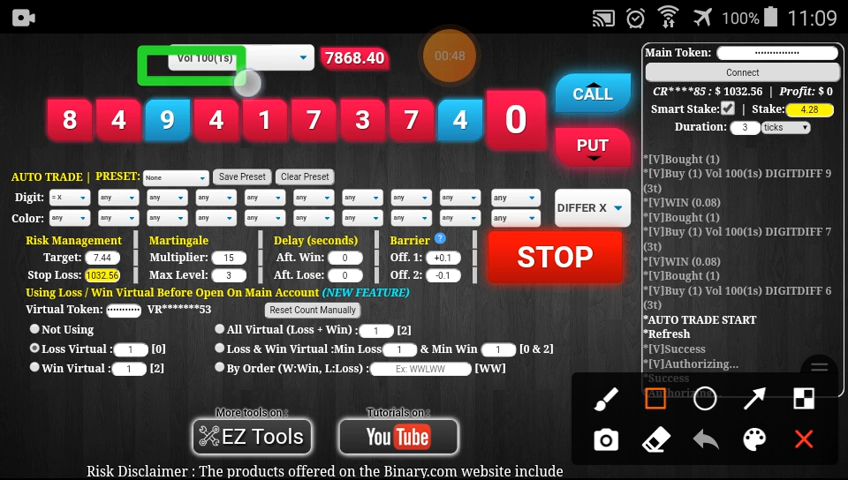 100% 11:09
Vol 100(1s) 7868.40 00:48
8 4 9 4 1 7 3 7 4 0
CALL
PUT
AUTO TRADE | PRESET: None Save Preset Clear Preset
Digit: = X any any any any any any any any
Color: any any any any any any any any any
DIFFER X
Risk Management Martingale Delay (seconds) Barrier ?
Target: 7.44 Multiplier: 15 Aft. Win: 0 Off. 1: +0.1
Stop Loss: 1032.56 Max Level: 3 Aft. Lose: 0 Off. 2: -0.1
STOP
Using Loss / Win Virtual Before Open On Main Account (NEW FEATURE)
Virtual Token: ••••••••••• VR*******53 Reset Count Manually
Not Using All Virtual (Loss + Win) : 1 [2]
Loss Virtual : 1 [0] Loss & Win Virtual :Min Loss 1 & Min Win 1 [0 & 2]
Win Virtual : 1 [2] By Order (W:Win, L:Loss) : Ex: WLWW [WW]
More tools on : Tutorials on :
EZ Tools YouTube
Risk Disclaimer : The products offered on the Binary.com website include
Main Token: •••••••••••••••
Connect
CR****85 : $ 1032.56 | Profit: $ 0
Smart Stake: | Stake: 4.28
Duration: 3 ticks
*[V]Bought (1)
*[V]Buy (1) Vol 100(1s) DIGITDIFF 9
(3t)
*[V]WIN (0.08)
*[V]Bought (1)
*[V]Buy (1) Vol 100(1s) DIGITDIFF 7
(3t)
*[V]WIN (0.08)
*[V]Bought (1)
*[V]Buy (1) Vol 100(1s) DIGITDIFF 6
(3t)
*AUTO TRADE START
*Refresh
*[V]Success
*[V]Authorizing...
*Success
Authorizing...